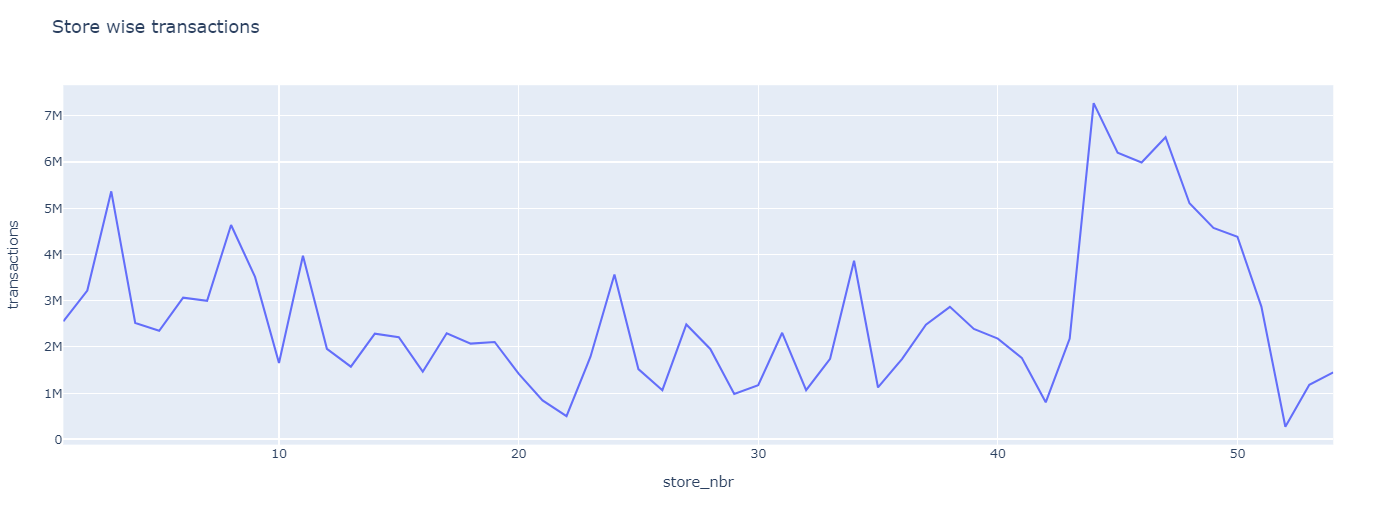 Store wise transactions
7M
6M
5M
4M
3M
2M
1M
0
transactions
10
20
30
40
50
store_nbr